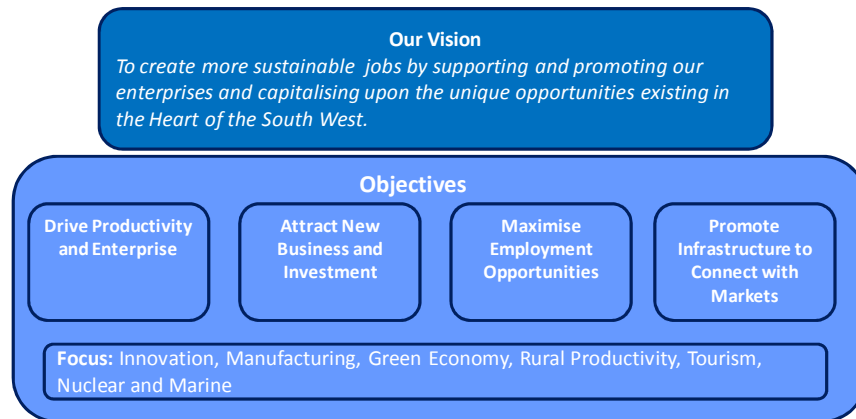 Our Vision
To create more sustainable jobs by supporting and promoting our
enterprises and capitalising upon the unique opportunities existing in
the Heart of the South West.
Objectives
Drive Productivity
and Enterprise
Attract New
Business and
Investment
Maximise
Employment
Opportunities
Promote
Infrastructure to
Connect with
Markets
Focus: Innovation, Manufacturing, Green Economy, Rural Productivity, Tourism,
Nuclear and Marine